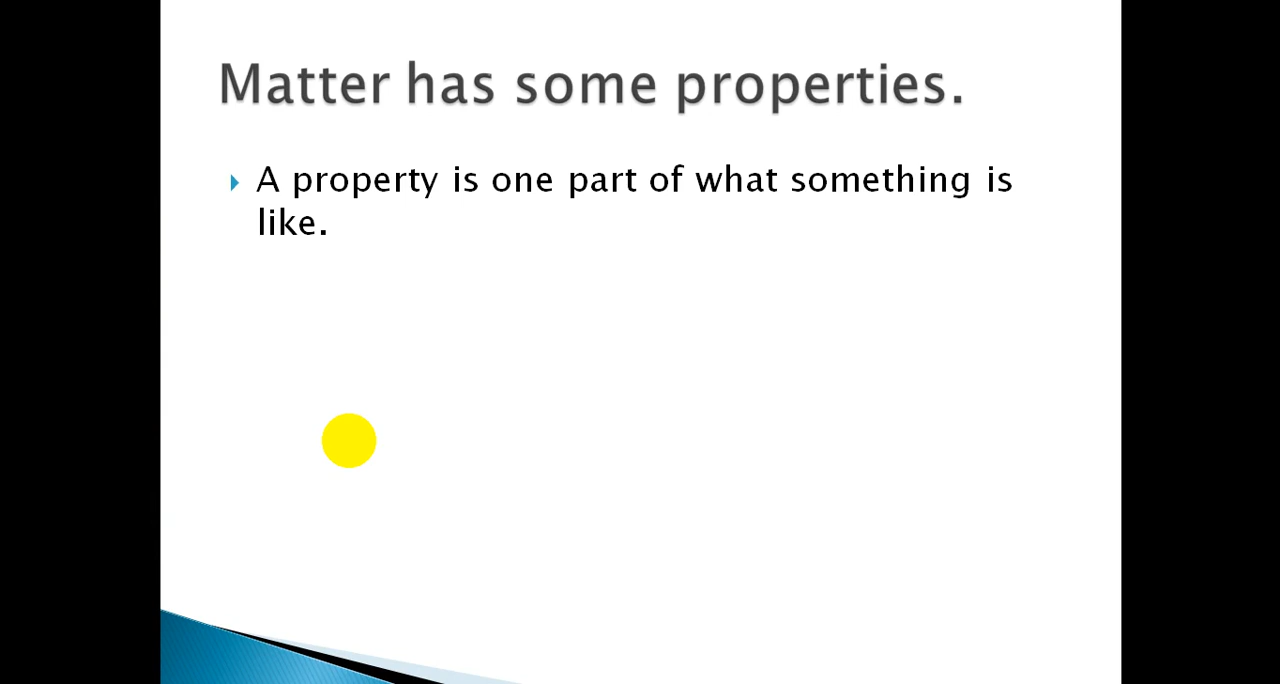 Matter has some properties.
A property is one part of what something is
like.